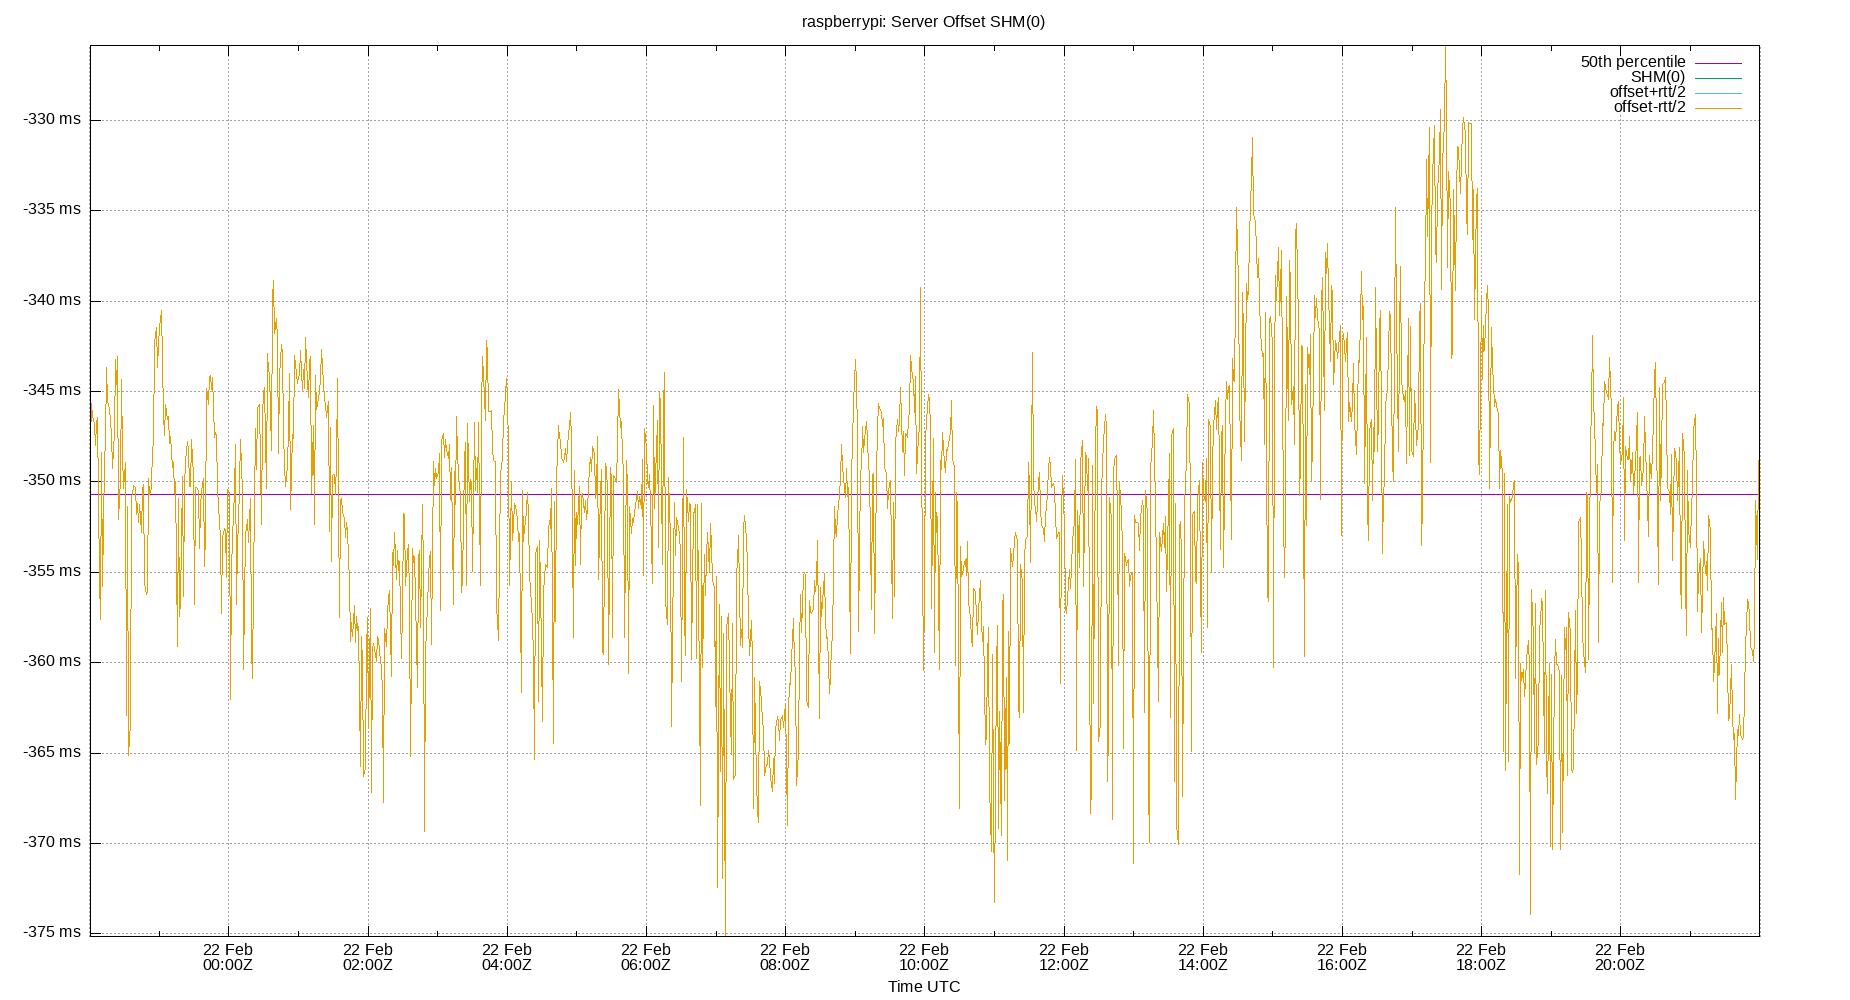 raspberrypi: Server Offset SHM(0)
50th percentile
SHM(0)
offset+rtt/2
offset-rtt/2
-330 ms
-335 ms
-340 ms
-345 ms
-350 ms
-355 ms
-360 ms
-365 ms
-370 ms
-375 ms
22 Feb 22 Feb 22 Feb 22 Feb 22 Feb 22 Feb 22 Feb 22 Feb 22 Feb 22 Feb 22 Feb
00:00Z 02:00Z 04:00Z 06:00Z 08:00Z 10:00Z 12:00Z 14:00Z 16:00Z 18:00Z 20:00Z
Time UTC